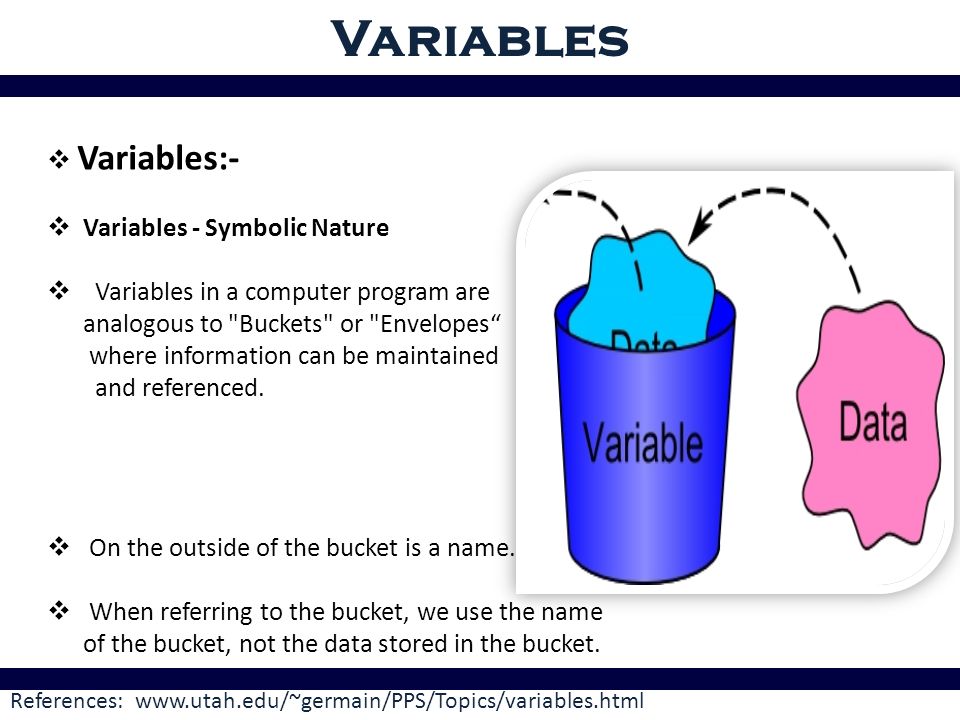 Variables
❖ Variables:-
❖ Variables - Symbolic Nature
❖ Variables in a computer program are
analogous to "Buckets" or "Envelopes“
where information can be maintained
and referenced.
Data
Variable
Data
❖ On the outside of the bucket is a name.
❖ When referring to the bucket, we use the name
of the bucket, not the data stored in the bucket.
References: www.utah.edu/~germain/PPS/Topics/variables.html